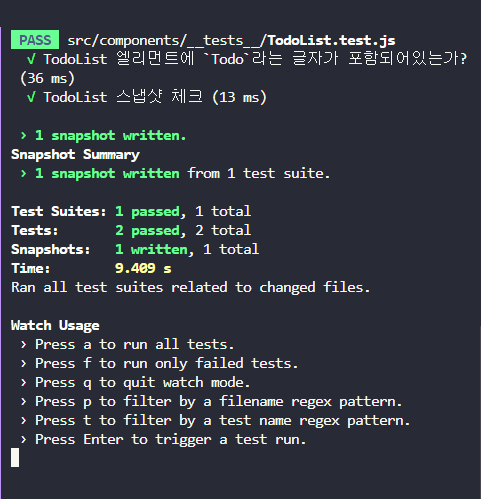 PASS src/components/__tests__/TodoList.test.js
√ TodoList 엘리먼트에 `Todo`라는 글자가 포함되어있는가?
(36 ms)
√ TodoList 스냅샷 체크 (13 ms)
› 1 snapshot written.
Snapshot Summary
› 1 snapshot written from 1 test suite.
Test Suites: 1 passed, 1 total
Tests: 2 passed, 2 total
Snapshots: 1 written, 1 total
Time: 9.409 s
Ran all test suites related to changed files.
Watch Usage
› Press a to run all tests.
› Press f to run only failed tests.
› Press q to quit watch mode.
› Press p to filter by a filename regex pattern.
› Press t to filter by a test name regex pattern.
› Press Enter to trigger a test run.